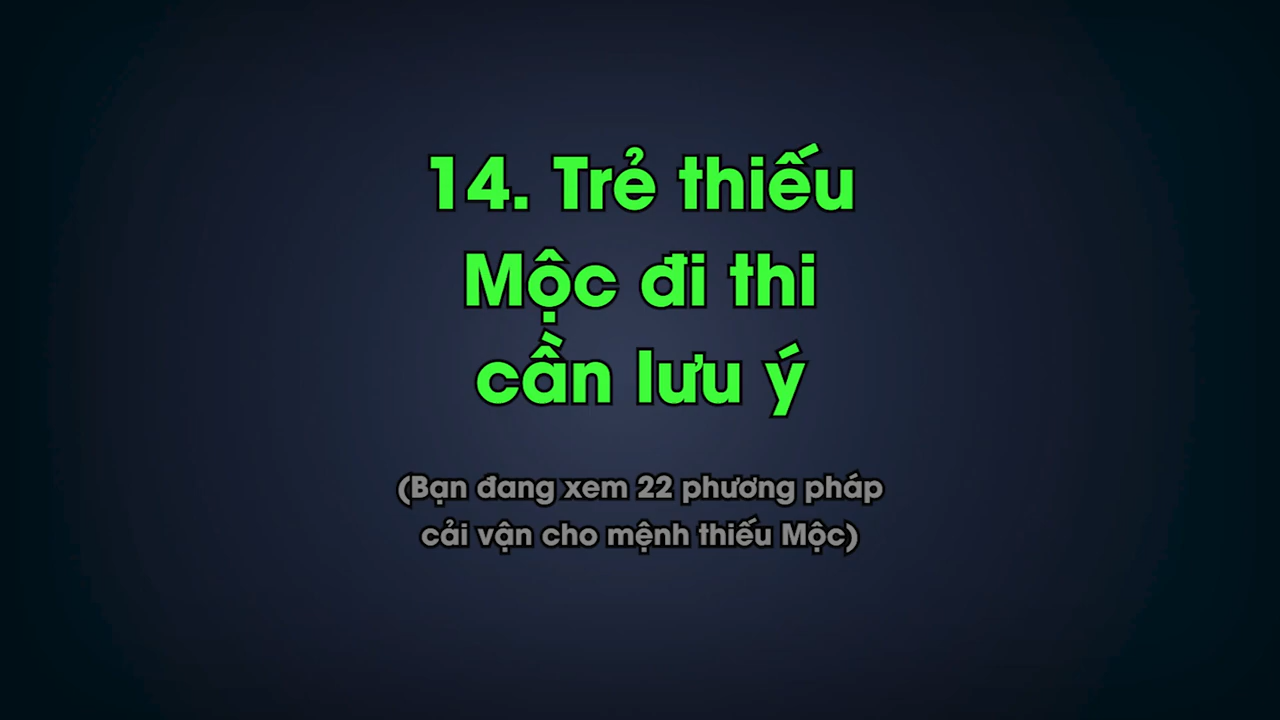 14. Trẻ thiếu
Mộc đi thi
cần lưu ý
(Bạn đang xem 22 phương pháp
cải vận cho mệnh thiếu Mộc)